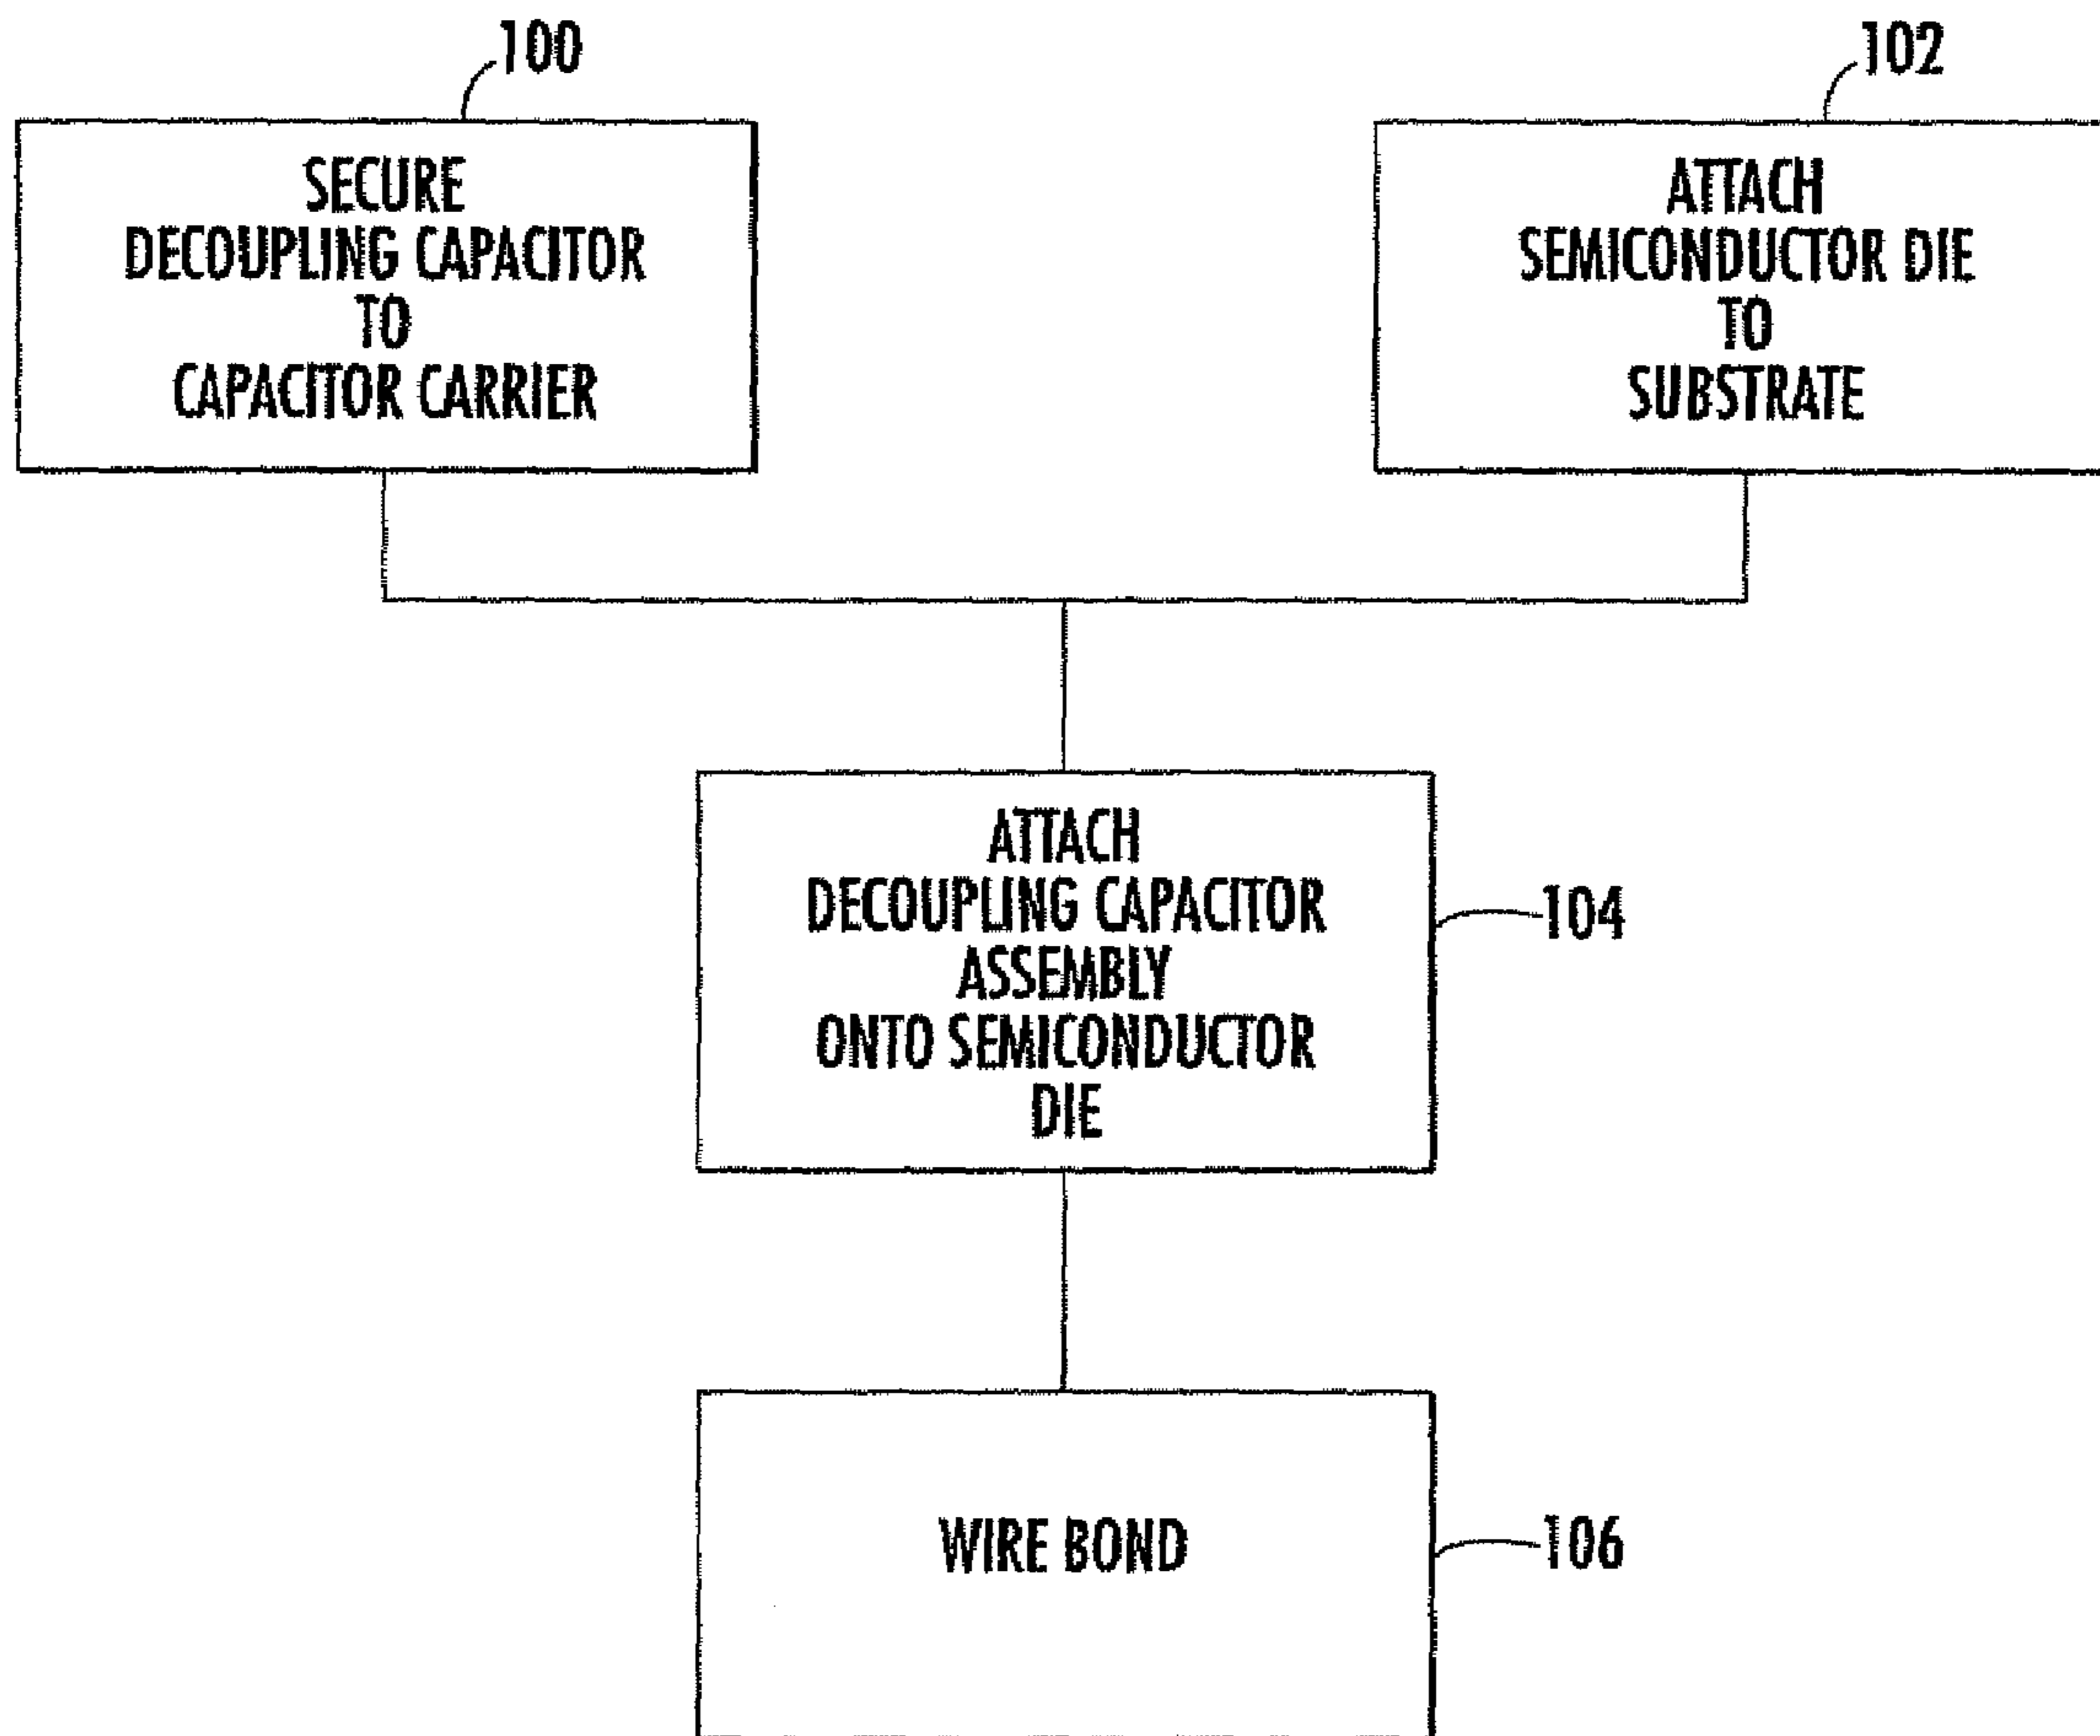 100
SECURE
DECOUPLING CAPACITOR
TO
CAPACITOR CARRIER
102
ATTACH
SEMICONDUCTOR DIE
TO
SUBSTRATE
ATTACH
DECOUPLING CAPACITOR
ASSEMBLY
ONTO SEMICONDUCTOR
DIE
104
WIRE BOND
106